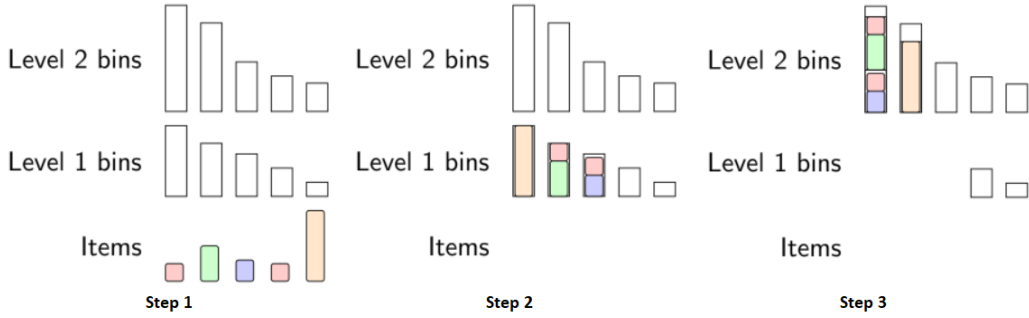 Level 2 bins
Level 1 bins
Items
Step 1
Level 2 bins
Level 1 bins
Items
Step 2
Level 2 bins
Level 1 bins
Items
Step 3